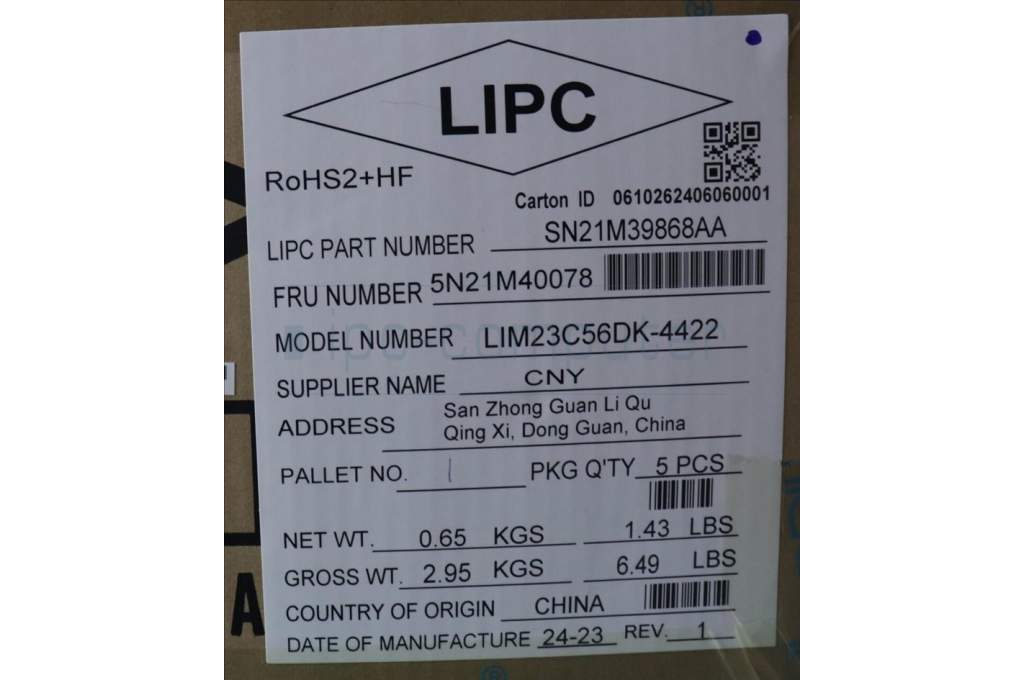 LIPC
RoHS2+HF
Carton ID 0610262406060001
LIPC PART NUMBER SN21M39868AA
FRU NUMBER 5N21M40078
MODEL NUMBER LIM23C56DK-4422
SUPPLIER NAME CNY
ADDRESS San Zhong Guan Li Qu
Qing Xi, Dong Guan, China
PALLET NO. 1 PKG Q'TY 5 PCS
NET WT. 0.65 KGS 1.43 LBS
GROSS WT. 2.95 KGS 6.49 LBS
COUNTRY OF ORIGIN CHINA
DATE OF MANUFACTURE 24-23 REV. 1
ipc computer
A